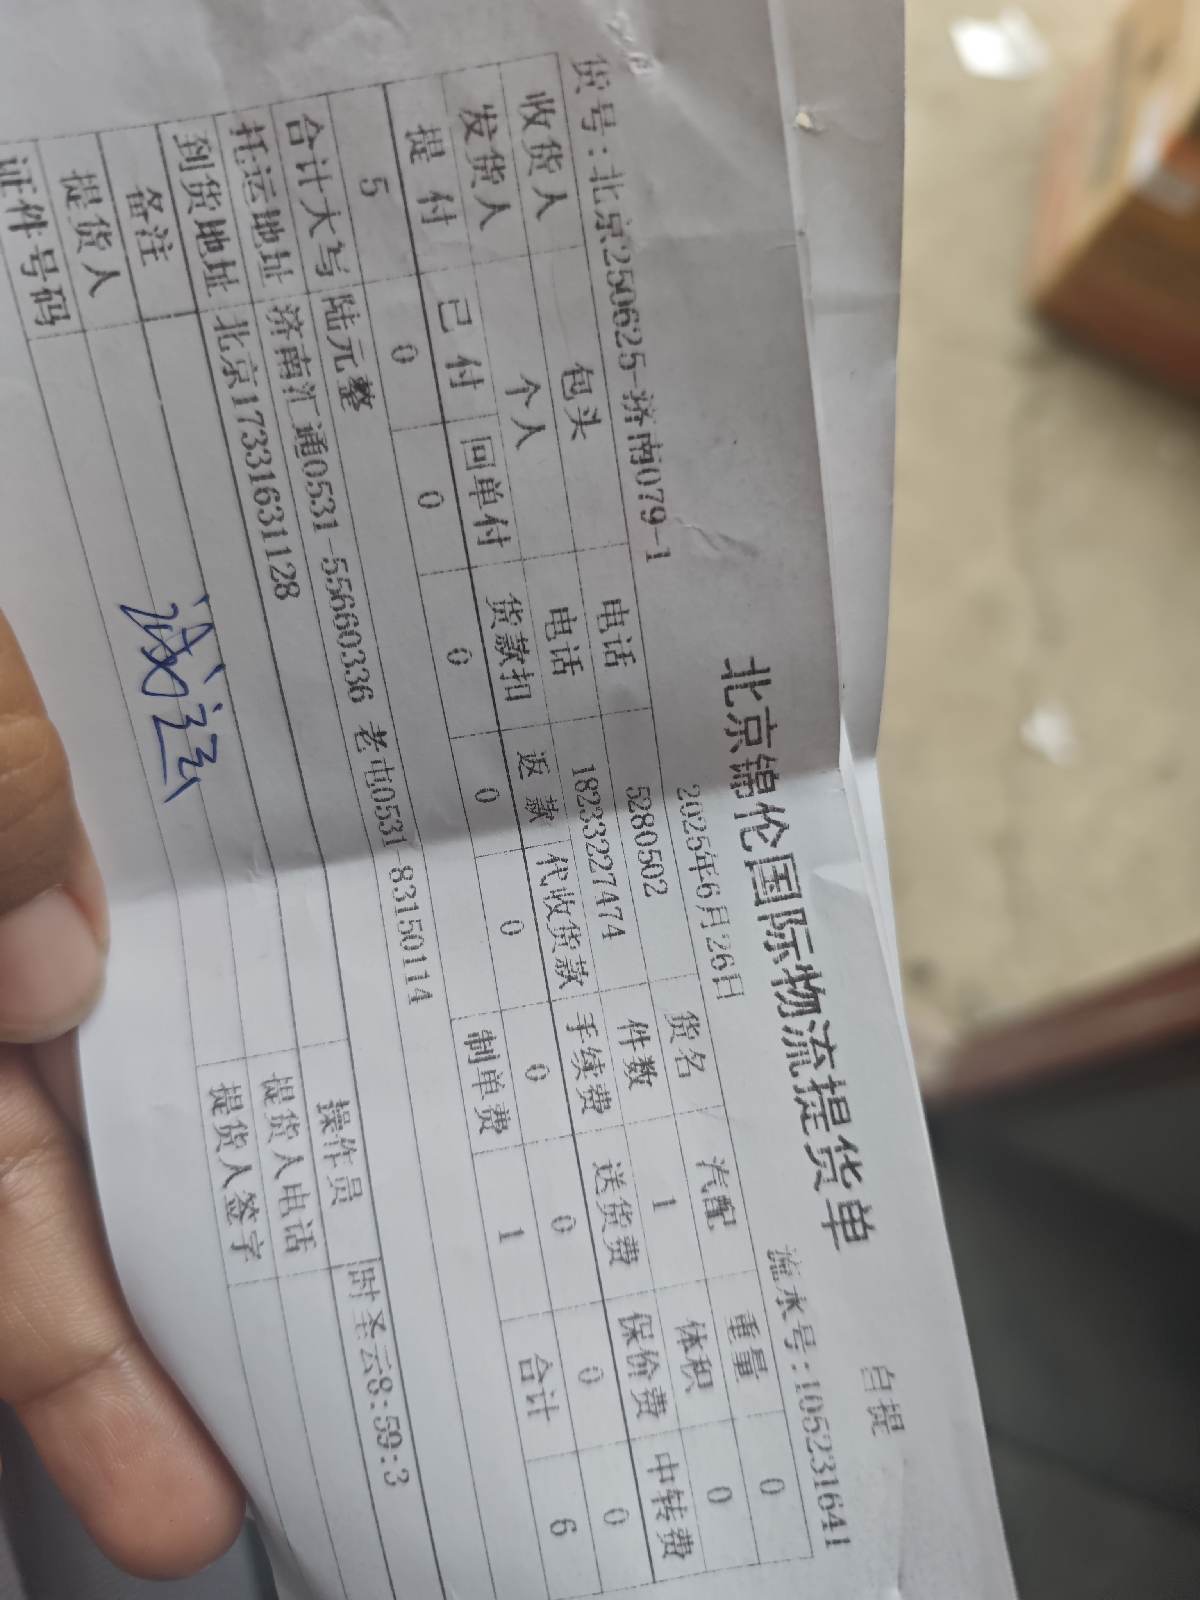 北京锦伦国际物流提货单
自提
货号:北京250625-济南079-1 2025年6月26日 流水号:1052231641
收货人 包头 电话 5280502 货名 汽配 重量 0
发货人 个人 电话 18233227474 件数 1 体积 0
提付 已付 回单付 货款扣 返款 代收货款 手续费 送货费 保价费 中转费
5 0 0 0 0 0 0 0 0 0
合计大写 陆元整 制单费 1 合计 6
托运地址 济南汇通0531-55660336 老屯0531-83150114
到货地址 北京17331631128
备注 操作员 时圣云8:59:3
提货人 诚运 提货人电话
证件号码 提货人签字